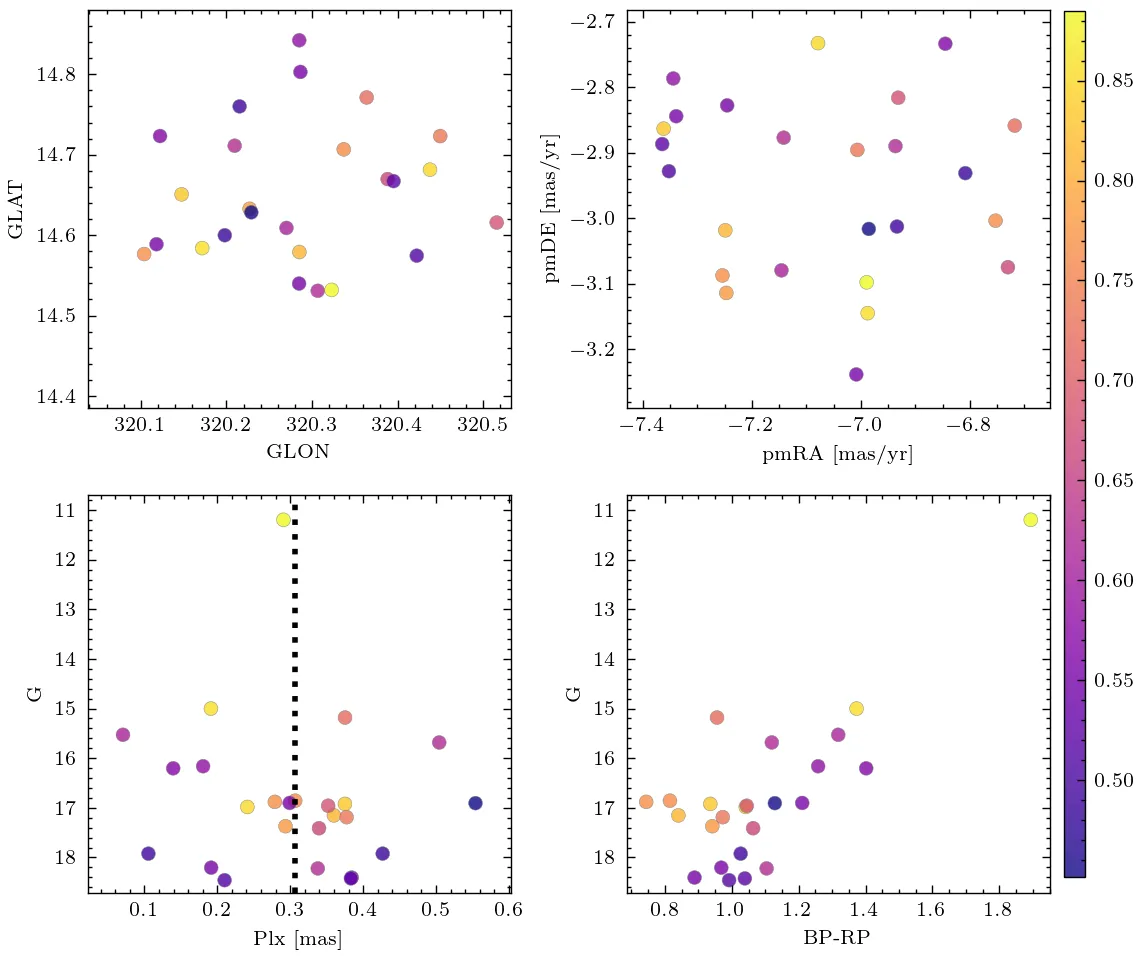 14.8
14.7
14.6
14.5
14.4
GLAT
320.1 320.2 320.3 320.4 320.5
GLON
−2.7
−2.8
−2.9
−3.0
−3.1
−3.2
pmDE [mas/yr]
−7.4 −7.2 −7.0 −6.8
pmRA [mas/yr]
11
12
13
14
15
16
17
18
G
0.1 0.2 0.3 0.4 0.5 0.6
Plx [mas]
11
12
13
14
15
16
17
18
G
0.8 1.0 1.2 1.4 1.6 1.8
BP-RP
0.85
0.80
0.75
0.70
0.65
0.60
0.55
0.50